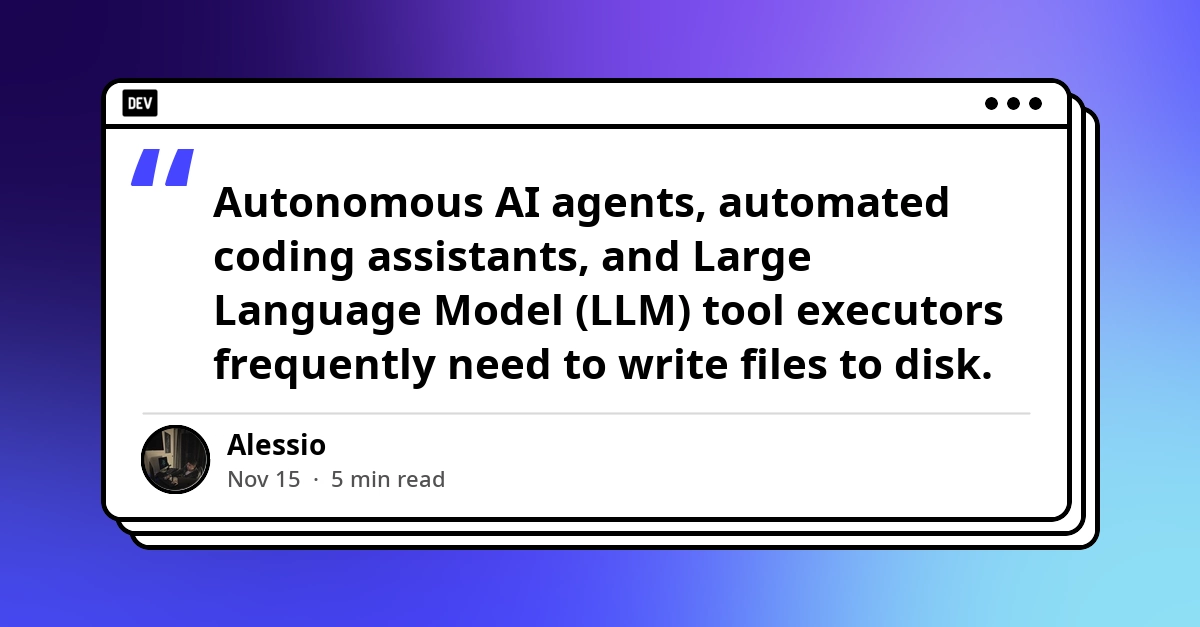 DEV
“
Autonomous AI agents, automated
coding assistants, and Large
Language Model (LLM) tool executors
frequently need to write files to disk.
Alessio
Nov 15 · 5 min read